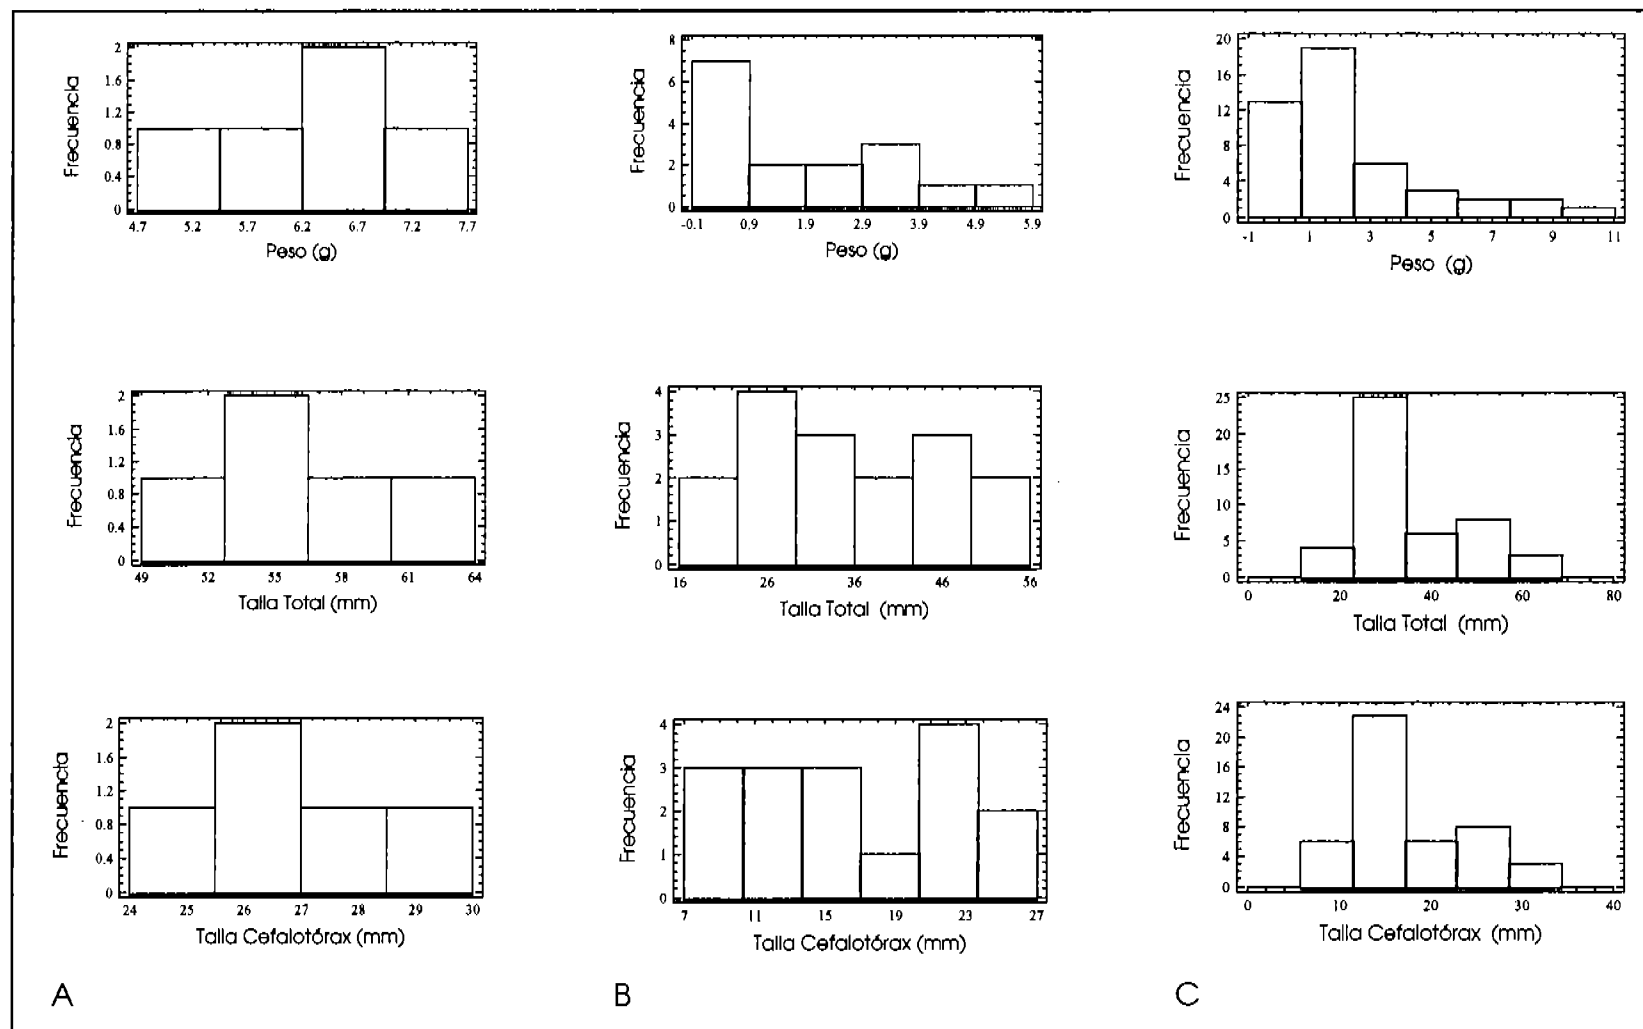 Frecuencia
2
1.6
1.2
0.8
0.4
0
4.7 5.2 5.7 6.2 6.7 7.2 7.7
Peso (g)
Frecuencia
8
6
4
2
0
-0.1 0.9 1.9 2.9 3.9 4.9 5.9
Peso (g)
Frecuencia
20
16
12
8
4
0
-1 1 3 5 7 9 11
Peso (g)
Frecuencia
2
1.6
1.2
0.8
0.4
0
49 52 55 58 61 64
Talla Total (mm)
Frecuencia
4
3
2
1
0
16 26 36 46 56
Talla Total (mm)
Frecuencia
25
20
15
10
5
0
0 20 40 60 80
Talla Total (mm)
Frecuencia
2
1.6
1.2
0.8
0.4
0
24 25 26 27 28 29 30
Talla Cefalotórax (mm)
Frecuencia
4
3
2
1
0
7 11 15 19 23 27
Talla Cefalotórax (mm)
Frecuencia
24
20
16
12
8
4
0
0 10 20 30 40
Talla Cefalotórax (mm)
A B C